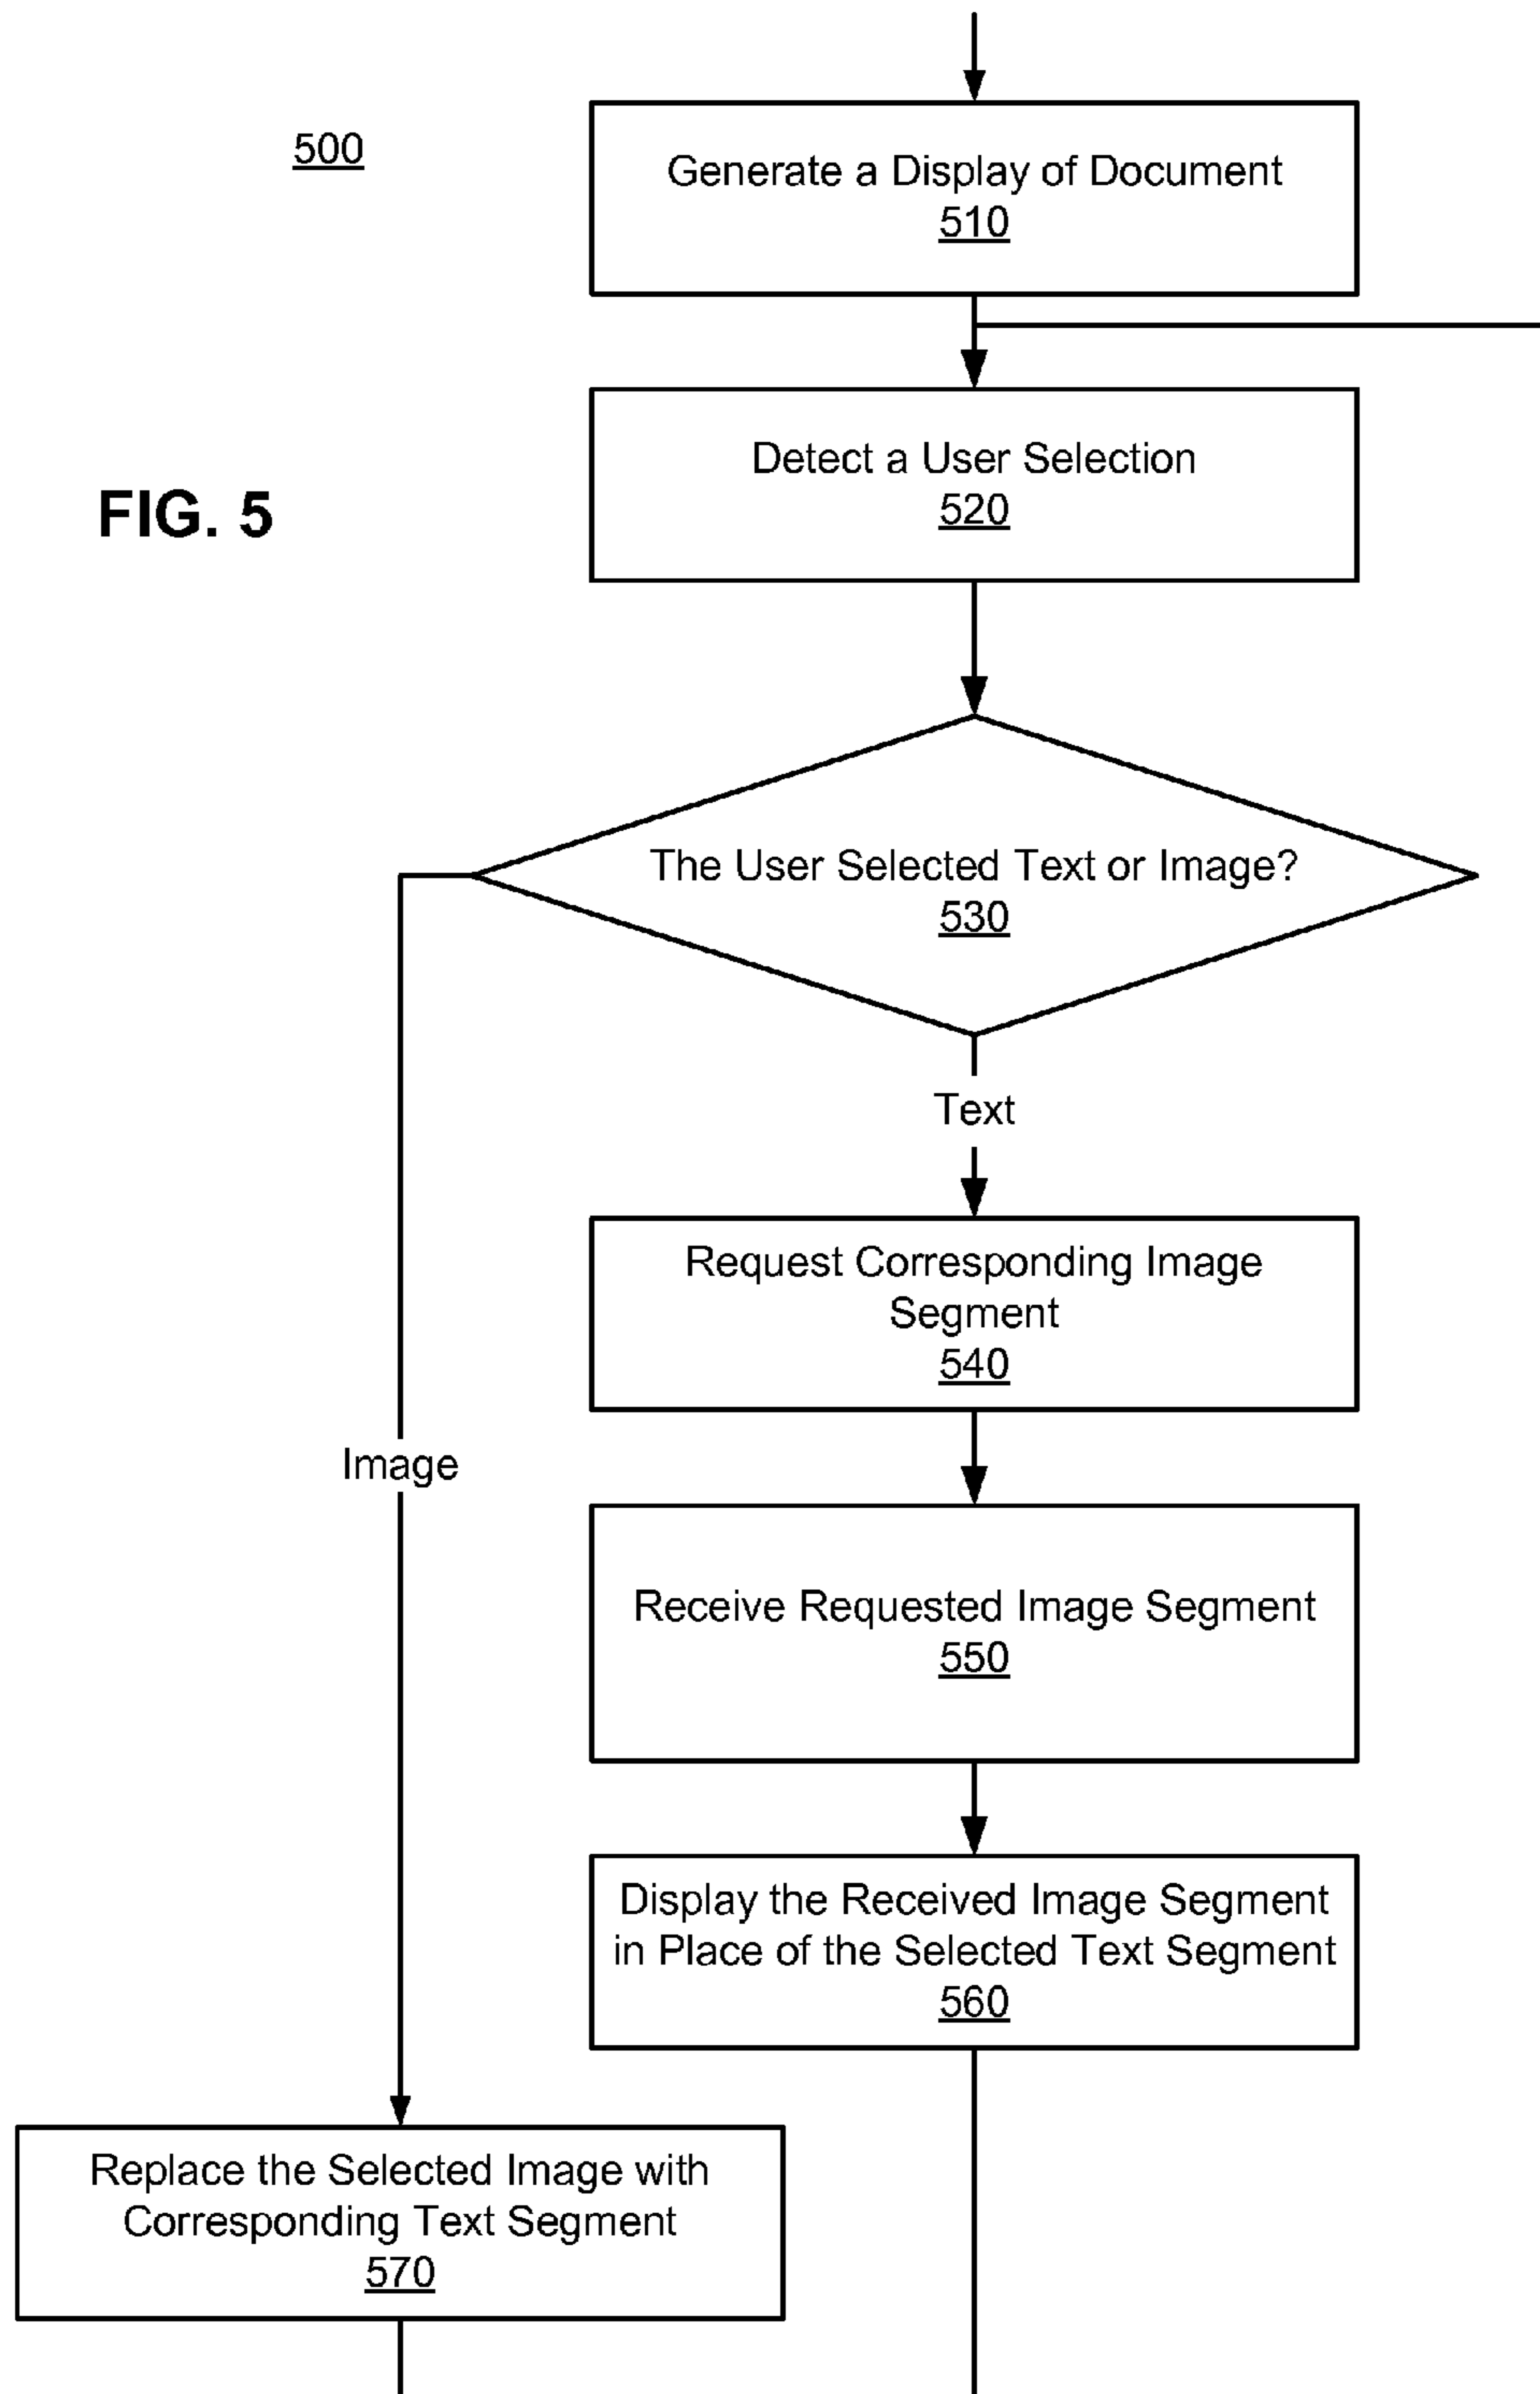 500
Generate a Display of Document
510
Detect a User Selection
520
FIG. 5
The User Selected Text or Image?
530
Text
Request Corresponding Image
Segment
540
Image
Receive Requested Image Segment
550
Display the Received Image Segment
in Place of the Selected Text Segment
560
Replace the Selected Image with
Corresponding Text Segment
570